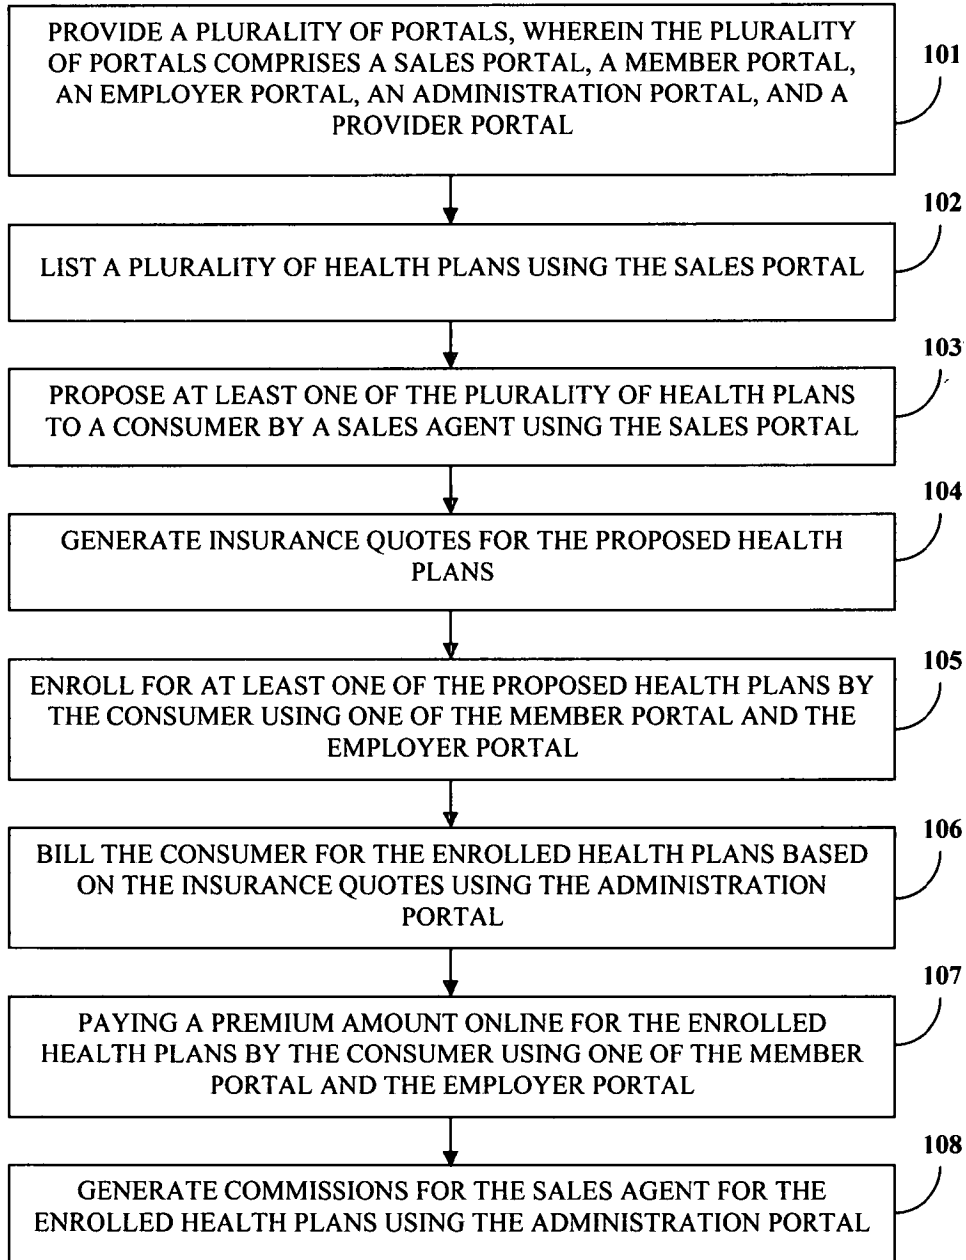 PROVIDE A PLURALITY OF PORTALS, WHEREIN THE PLURALITY
OF PORTALS COMPRISES A SALES PORTAL, A MEMBER PORTAL,
AN EMPLOYER PORTAL, AN ADMINISTRATION PORTAL, AND A
PROVIDER PORTAL
101
102
LIST A PLURALITY OF HEALTH PLANS USING THE SALES PORTAL
103
PROPOSE AT LEAST ONE OF THE PLURALITY OF HEALTH PLANS
TO A CONSUMER BY A SALES AGENT USING THE SALES PORTAL
104
GENERATE INSURANCE QUOTES FOR THE PROPOSED HEALTH
PLANS
105
ENROLL FOR AT LEAST ONE OF THE PROPOSED HEALTH PLANS BY
THE CONSUMER USING ONE OF THE MEMBER PORTAL AND THE
EMPLOYER PORTAL
106
BILL THE CONSUMER FOR THE ENROLLED HEALTH PLANS BASED
ON THE INSURANCE QUOTES USING THE ADMINISTRATION
PORTAL
107
PAYING A PREMIUM AMOUNT ONLINE FOR THE ENROLLED
HEALTH PLANS BY THE CONSUMER USING ONE OF THE MEMBER
PORTAL AND THE EMPLOYER PORTAL
108
GENERATE COMMISSIONS FOR THE SALES AGENT FOR THE
ENROLLED HEALTH PLANS USING THE ADMINISTRATION PORTAL